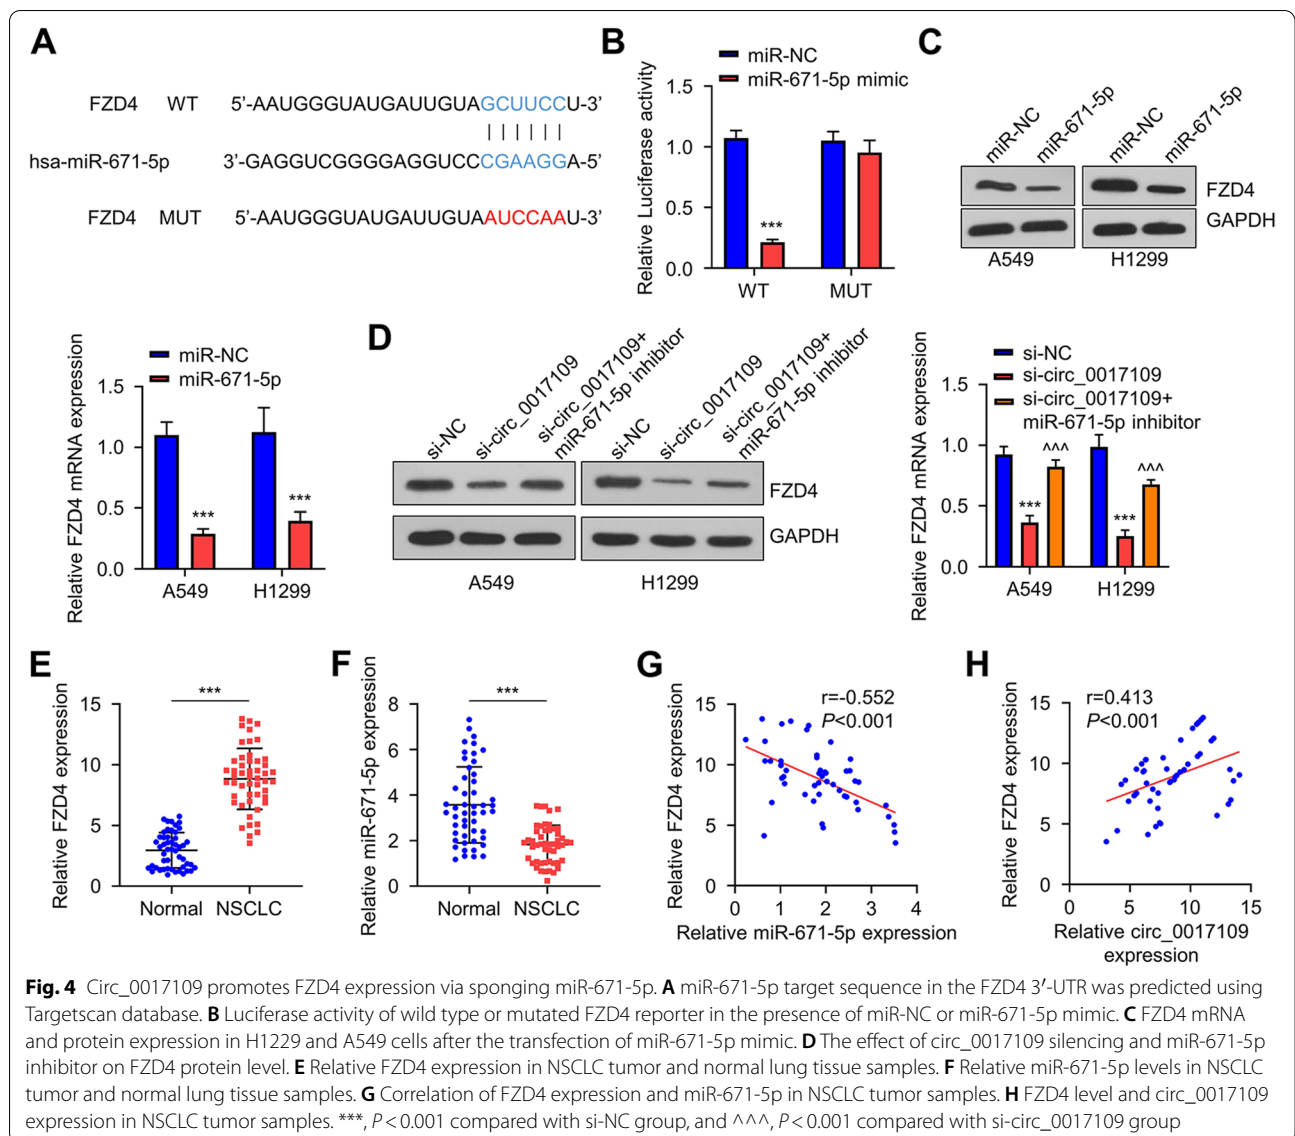 A
FZD4 WT 5’-AAUGGGUAUGAUUGUAGCUUCCU-3’
hsa-miR-671-5p 3’-GAGGUCGGGGAGGUCCCGAAGGA-5’
FZD4 MUT 5’-AAUGGGUAUGAUUGUAAUCCAAU-3’
B
miR-NC
miR-671-5p mimic
Relative Luciferase activity
1.5
1.0
0.5
0.0
***
WT MUT
C
miR-NC miR-671-5p miR-NC miR-671-5p
FZD4
GAPDH
A549 H1299
miR-NC
miR-671-5p
Relative FZD4 mRNA expression
1.5
1.0
0.5
0.0
*** ***
A549 H1299
D
si-NC si-circ_0017109 si-circ_0017109+
miR-671-5p inhibitor
si-NC si-circ_0017109 si-circ_0017109+
miR-671-5p inhibitor
FZD4
GAPDH
A549 H1299
si-NC
si-circ_0017109
si-circ_0017109+
miR-671-5p inhibitor
Relative FZD4 mRNA expression
1.5
1.0
0.5
0.0
*** ^^^ *** ^^^
A549 H1299
E
Relative FZD4 expression
15
10
5
0
***
Normal NSCLC
F
Relative miR-671-5p expression
8
6
4
2
0
***
Normal NSCLC
G
Relative FZD4 expression
15
10
5
0
r=-0.552
P<0.001
0 1 2 3 4
Relative miR-671-5p expression
H
Relative FZD4 expression
15
10
5
0
r=0.413
P<0.001
0 5 10 15
Relative circ_0017109
expression
Fig. 4 Circ_0017109 promotes FZD4 expression via sponging miR-671-5p. A miR-671-5p target sequence in the FZD4 3′-UTR was predicted using
Targetscan database. B Luciferase activity of wild type or mutated FZD4 reporter in the presence of miR-NC or miR-671-5p mimic. C FZD4 mRNA
and protein expression in H1229 and A549 cells after the transfection of miR-671-5p mimic. D The effect of circ_0017109 silencing and miR-671-5p
inhibitor on FZD4 protein level. E Relative FZD4 expression in NSCLC tumor and normal lung tissue samples. F Relative miR-671-5p levels in NSCLC
tumor and normal lung tissue samples. G Correlation of FZD4 expression and miR-671-5p in NSCLC tumor samples. H FZD4 level and circ_0017109
expression in NSCLC tumor samples. ***, P < 0.001 compared with si-NC group, and ^^^, P < 0.001 compared with si-circ_0017109 group